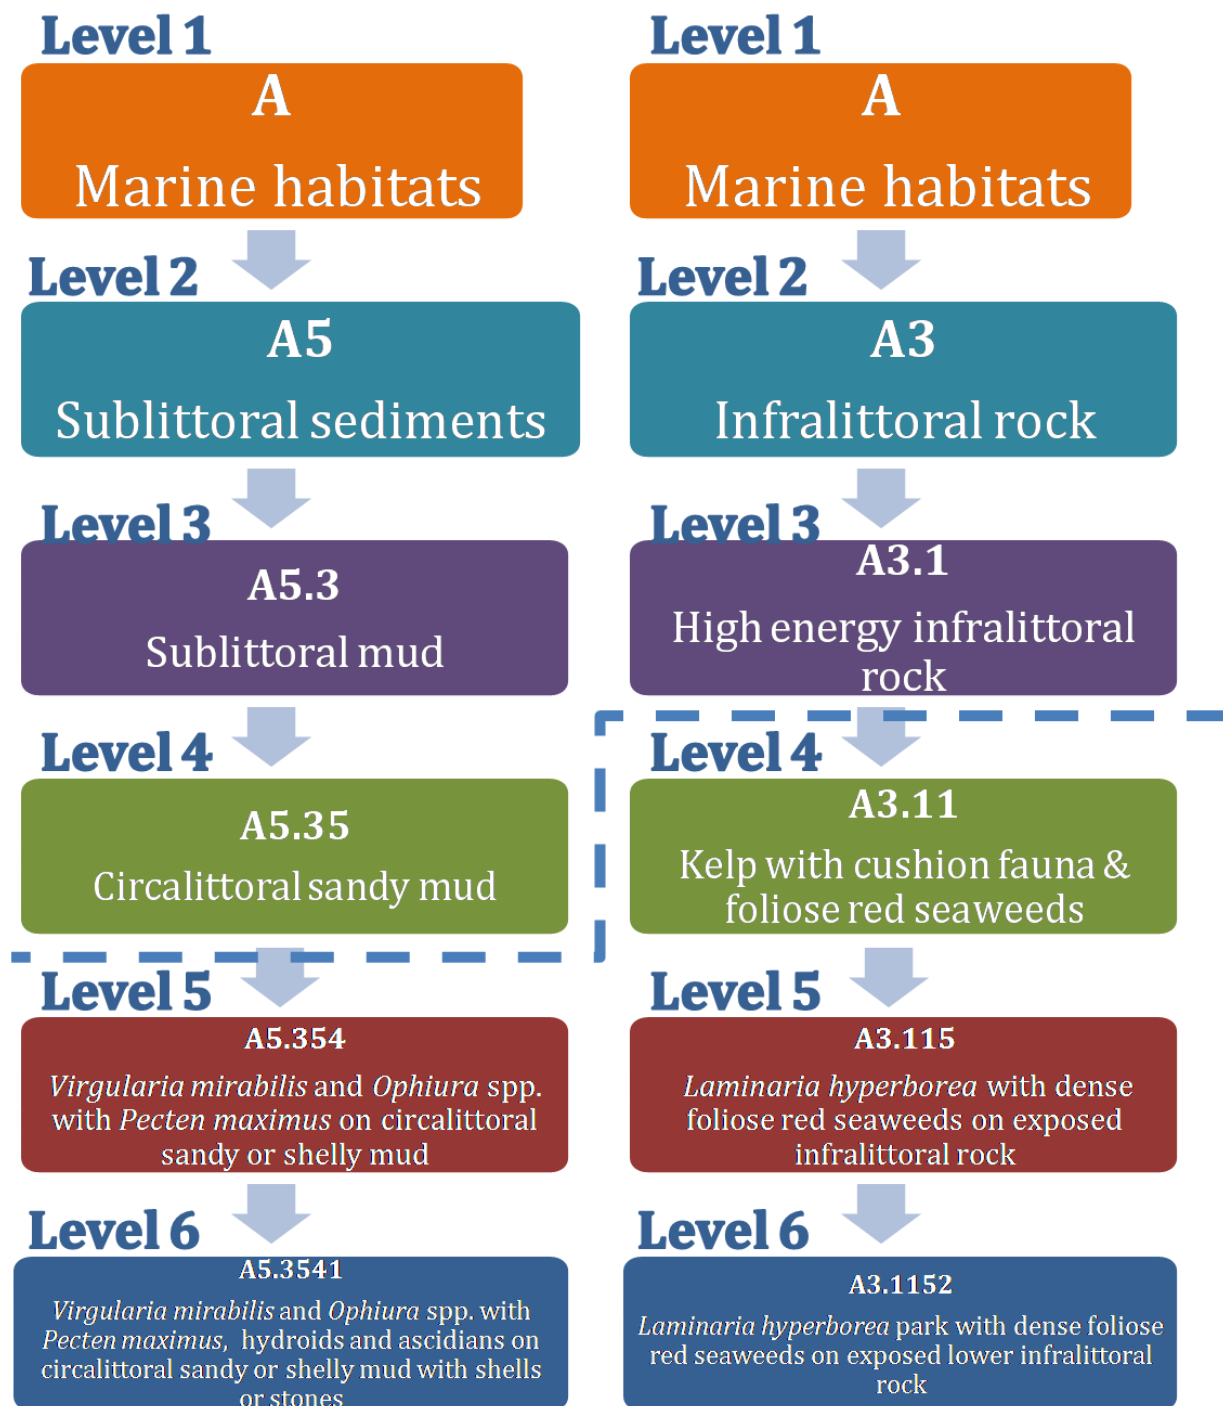 Level 1
A
Marine habitats
Level 2
A5
Sublittoral sediments
Level 3
A5.3
Sublittoral mud
Level 4
A5.35
Circalittoral sandy mud
Level 5
A5.354
Virgularia mirabilis and Ophiura spp.
with Pecten maximus on circalittoral
sandy or shelly mud
Level 6
A5.3541
Virgularia mirabilis and Ophiura spp. with
Pecten maximus, hydroids and ascidians on
circalittoral sandy or shelly mud with shells
or stones
Level 1
A
Marine habitats
Level 2
A3
Infralittoral rock
Level 3
A3.1
High energy infralittoral
rock
Level 4
A3.11
Kelp with cushion fauna &
foliose red seaweeds
Level 5
A3.115
Laminaria hyperborea with dense
foliose red seaweeds on exposed
infralittoral rock
Level 6
A3.1152
Laminaria hyperborea park with dense foliose
red seaweeds on exposed lower infralittoral
rock